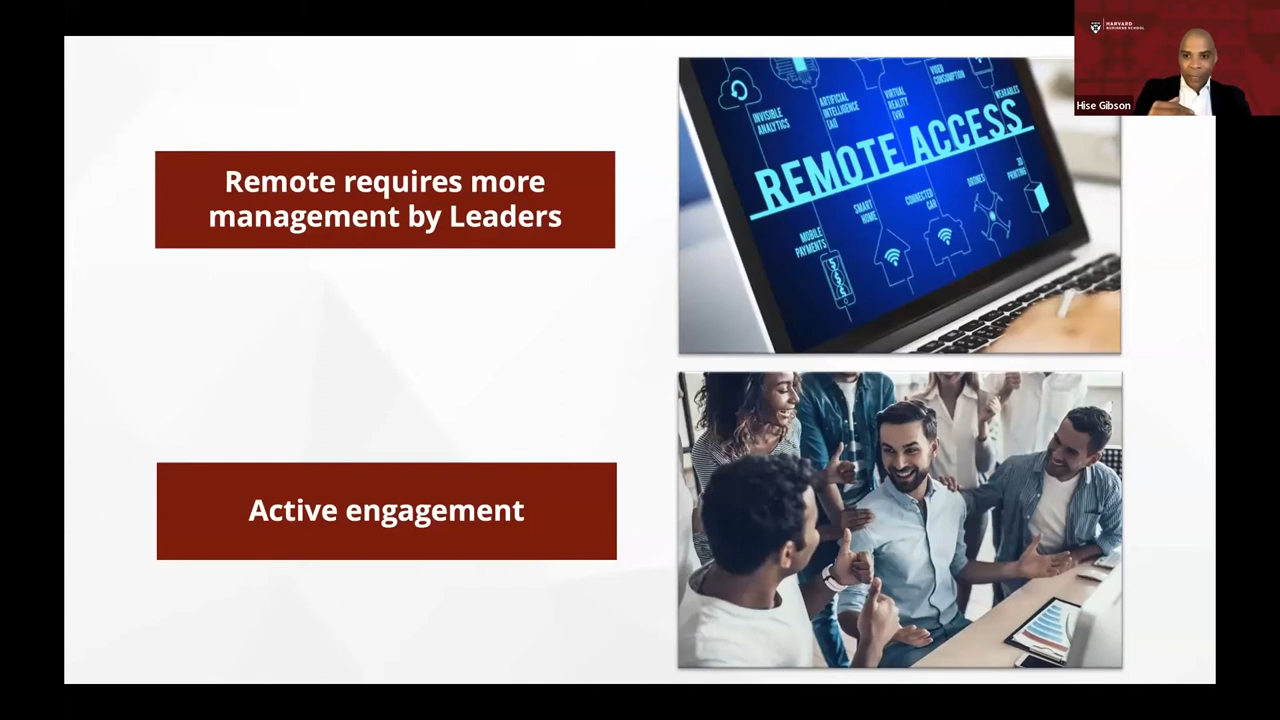 HARVARD
BUSINESS SCHOOL
Hise Gibson
Remote requires more
management by Leaders
Active engagement
INVISIBLE
ANALYTICS
ARTIFICIAL
INTELLIGENCE
(AI)
VIRTUAL
REALITY
(VR)
VIDEO
CONSUMPTION
WEARABLES
REMOTE ACCESS
MOBILE
PAYMENTS
SMART
HOME
CONNECTED
CAR
DRONES
3D
PRINTING